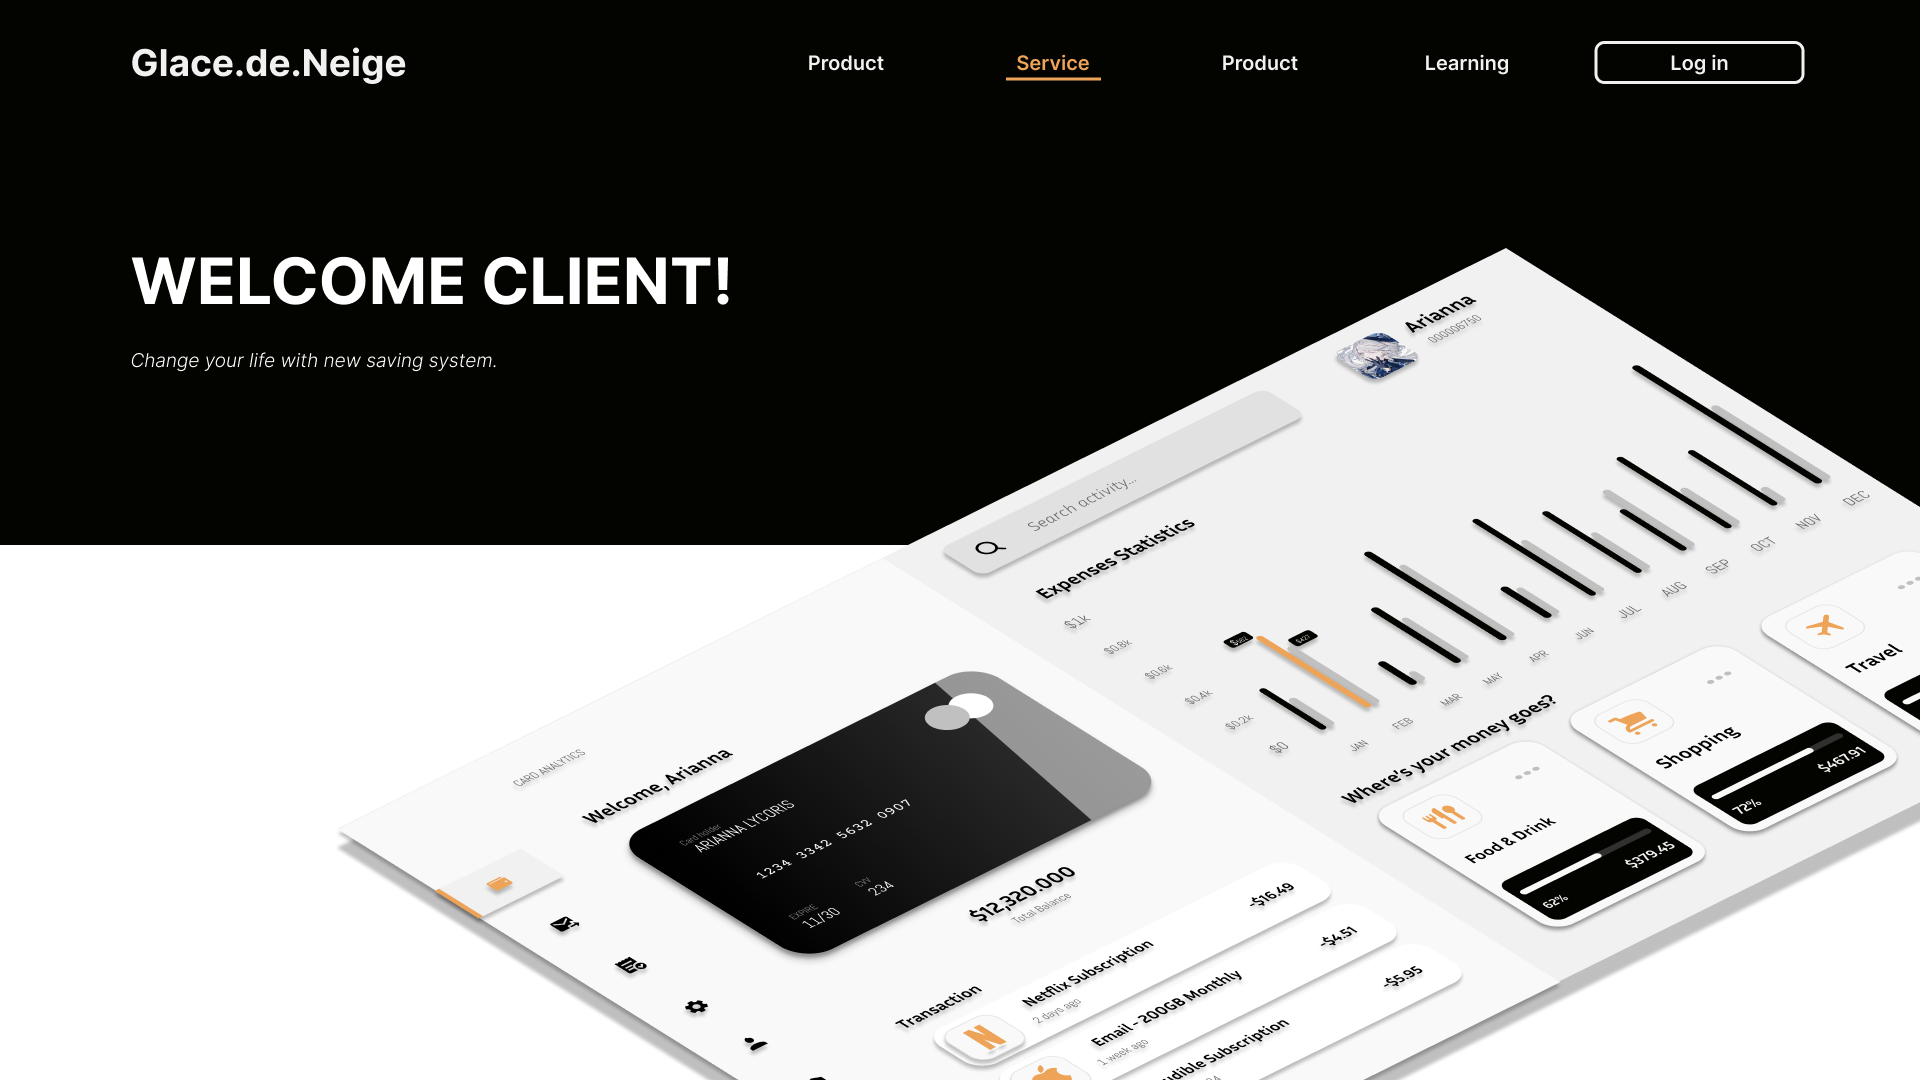 Glace.de.Neige
Product
Service
Product
Learning
Log in
WELCOME CLIENT!
Change your life with new saving system.
Arianna
000006750
Search activity...
Expenses Statistics
$1k
$0.8k
$0.6k
$0.4k
$0.2k
$0
$427
JAN
FEB
MAR
MAY
APR
JUN
JUL
AUG
SEP
OCT
NOV
DEC
Where's your money goes?
Food & Drink
62%
$379.45
Shopping
72%
$467.91
Travel
CARD ANALYTICS
Welcome, Arianna
Card holder
ARIANNA LYCORIS
1234 3342 5632 0907
EXPIRE
11/30
CVV
234
$12,320.000
Total Balance
Transaction
Netflix Subscription
2 days ago
-$16.49
Email - 200GB Monthly
1 week ago
-$4.51
udible Subscription
-$5.95